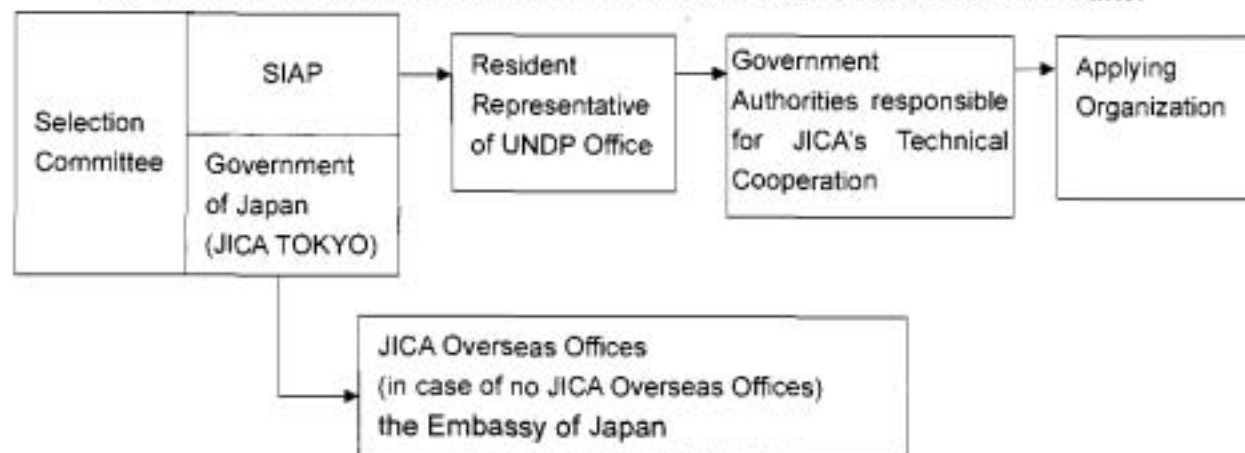 Selection
Committee
SIAP
Government
of Japan
(JICA TOKYO)
Resident
Representative
of UNDP Office
Government
Authorities responsible
for JICA's Technical
Cooperation
Applying
Organization
JICA Overseas Offices
(in case of no JICA Overseas Offices)
the Embassy of Japan